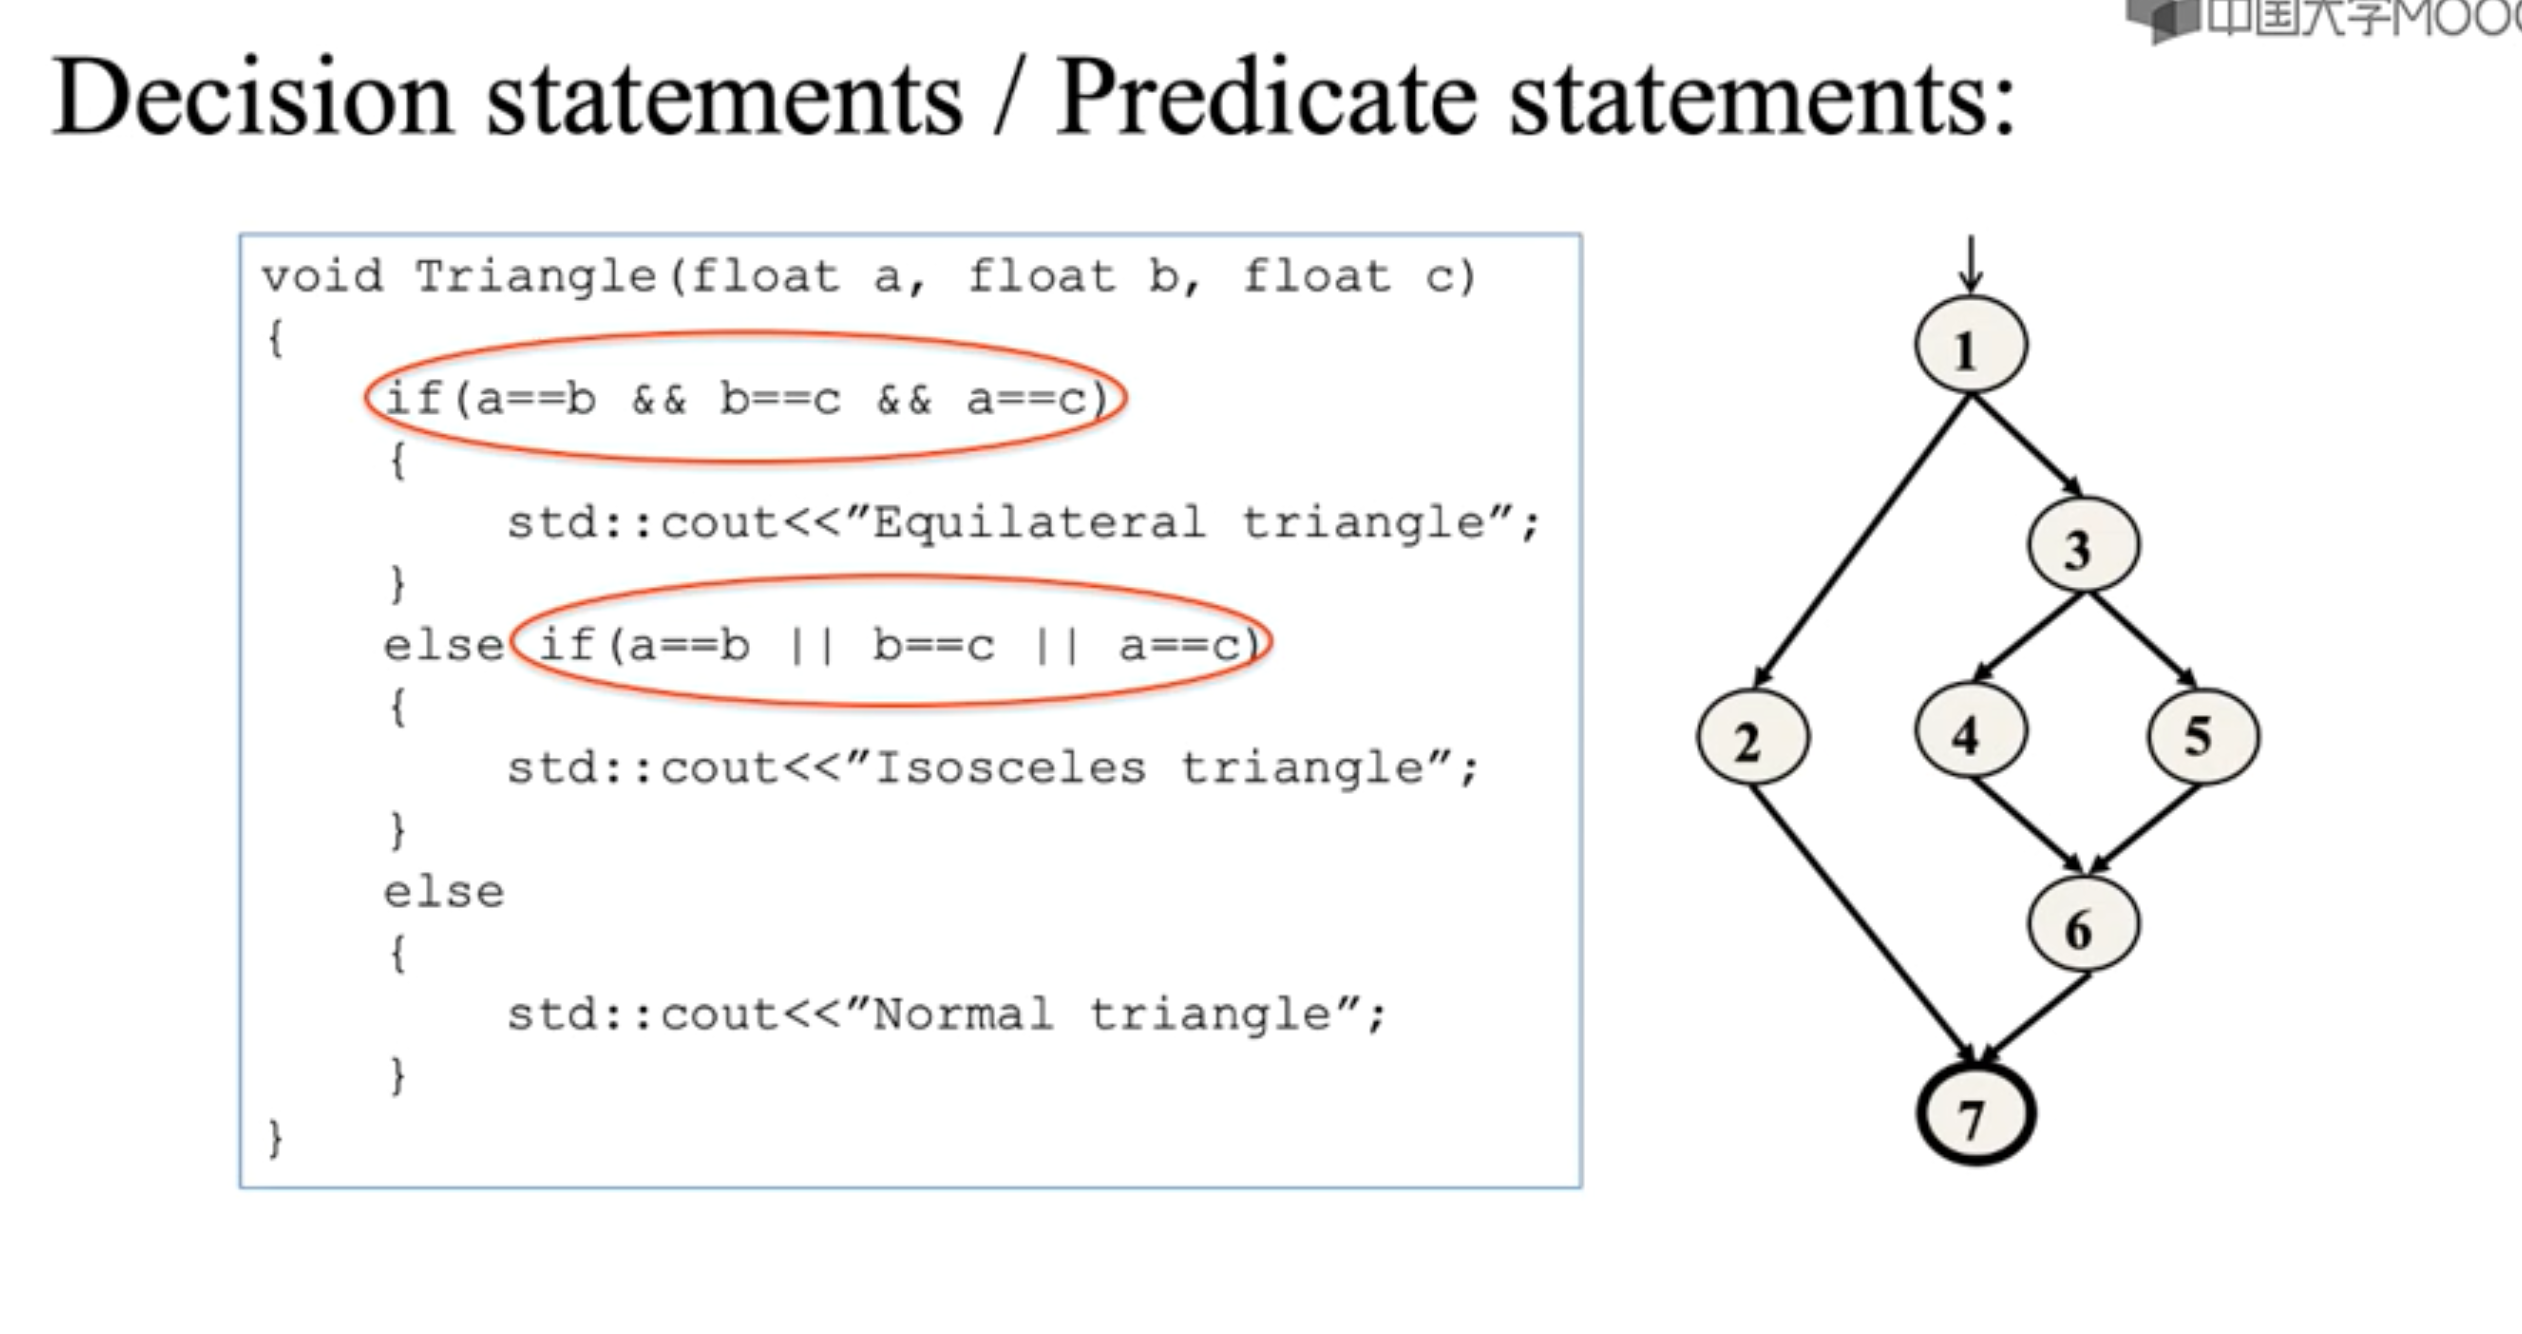 中国大学MOOC
Decision statements / Predicate statements:
void Triangle(float a, float b, float c)
{
if(a==b && b==c && a==c)
{
std::cout<<”Equilateral triangle”;
}
else if(a==b || b==c || a==c)
{
std::cout<<”Isosceles triangle”;
}
else
{
std::cout<<”Normal triangle”;
}
}
1
3
2
4
5
6
7